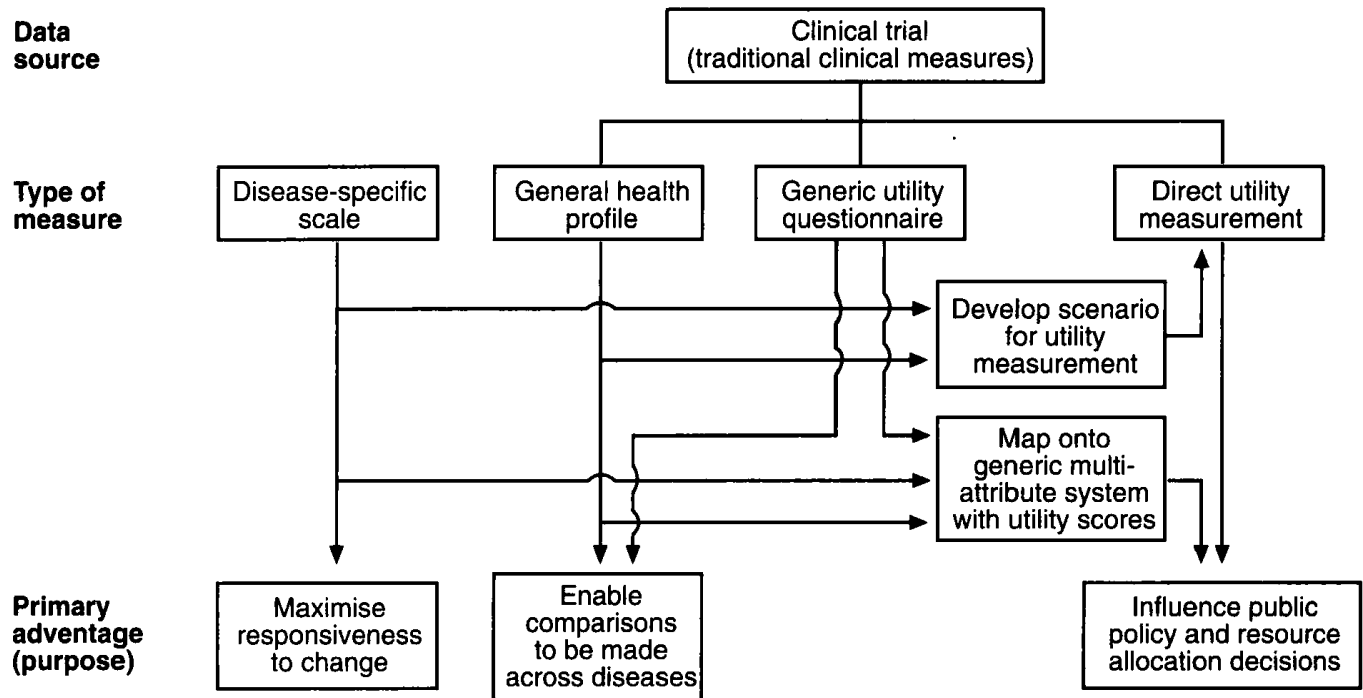 Data
source
Clinical trial
(traditional clinical measures)
Type of
measure
Disease-specific
scale
General health
profile
Generic utility
questionnaire
Direct utility
measurement
Develop scenario
for utility
measurement
Map onto
generic multi-
attribute system
with utility scores
Primary
adventage
(purpose)
Maximise
responsiveness
to change
Enable
comparisons
to be made
across diseases
Influence public
policy and resource
allocation decisions